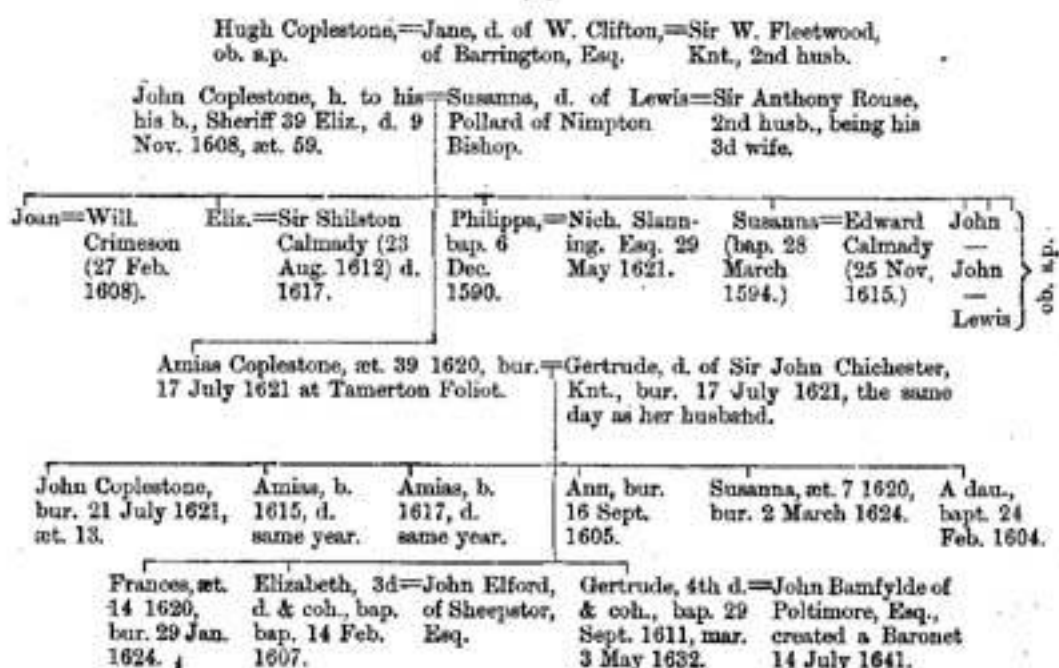 Hugh Coplestone,=Jane, d. of W. Clifton,=Sir W. Fleetwood,
ob. s.p. of Barrington, Esq. Knt., 2nd husb.
John Coplestone, h. to his=Susanna, d. of Lewis=Sir Anthony Rouse,
his b., Sheriff 39 Eliz., d. 9 Pollard of Nimpton 2nd husb., being his
Nov. 1608, æt. 59. Bishop. 3d wife.
Joan=Will.
Crimeson
(27 Feb.
1608).
Eliz.=Sir Shilston
Calmady (23
Aug. 1612) d.
1617.
Philippa,=Nich. Slann-
bap. 6 ing. Esq. 29
Dec. May 1621.
1590.
Susanna=Edward
(bap. 28 Calmady
March (25 Nov.
1594.) 1615.)
John
—
John
—
Lewis
ob. s.p.
Amias Coplestone, æt. 39 1620, bur.=Gertrude, d. of Sir John Chichester,
17 July 1621 at Tamerton Foliot. Knt., bur. 17 July 1621, the same
day as her husband.
John Coplestone,
bur. 21 July 1621,
æt. 13.
Amias, b.
1615, d.
same year.
Amias, b.
1617, d.
same year.
Ann, bur.
16 Sept.
1605.
Susanna, æt. 7 1620,
bur. 2 March 1624.
A dau.,
bapt. 24
Feb. 1604.
Frances, æt.
14 1620,
bur. 29 Jan.
1624.
Elizabeth, 3d=John Elford,
d. & coh., bap. of Sheepstor,
bap. 14 Feb. Esq.
1607.
Gertrude, 4th d.=John Bamfylde of
& coh., bap. 29 Poltimore, Esq.,
Sept. 1611, mar. created a Baronet
3 May 1632. 14 July 1641.